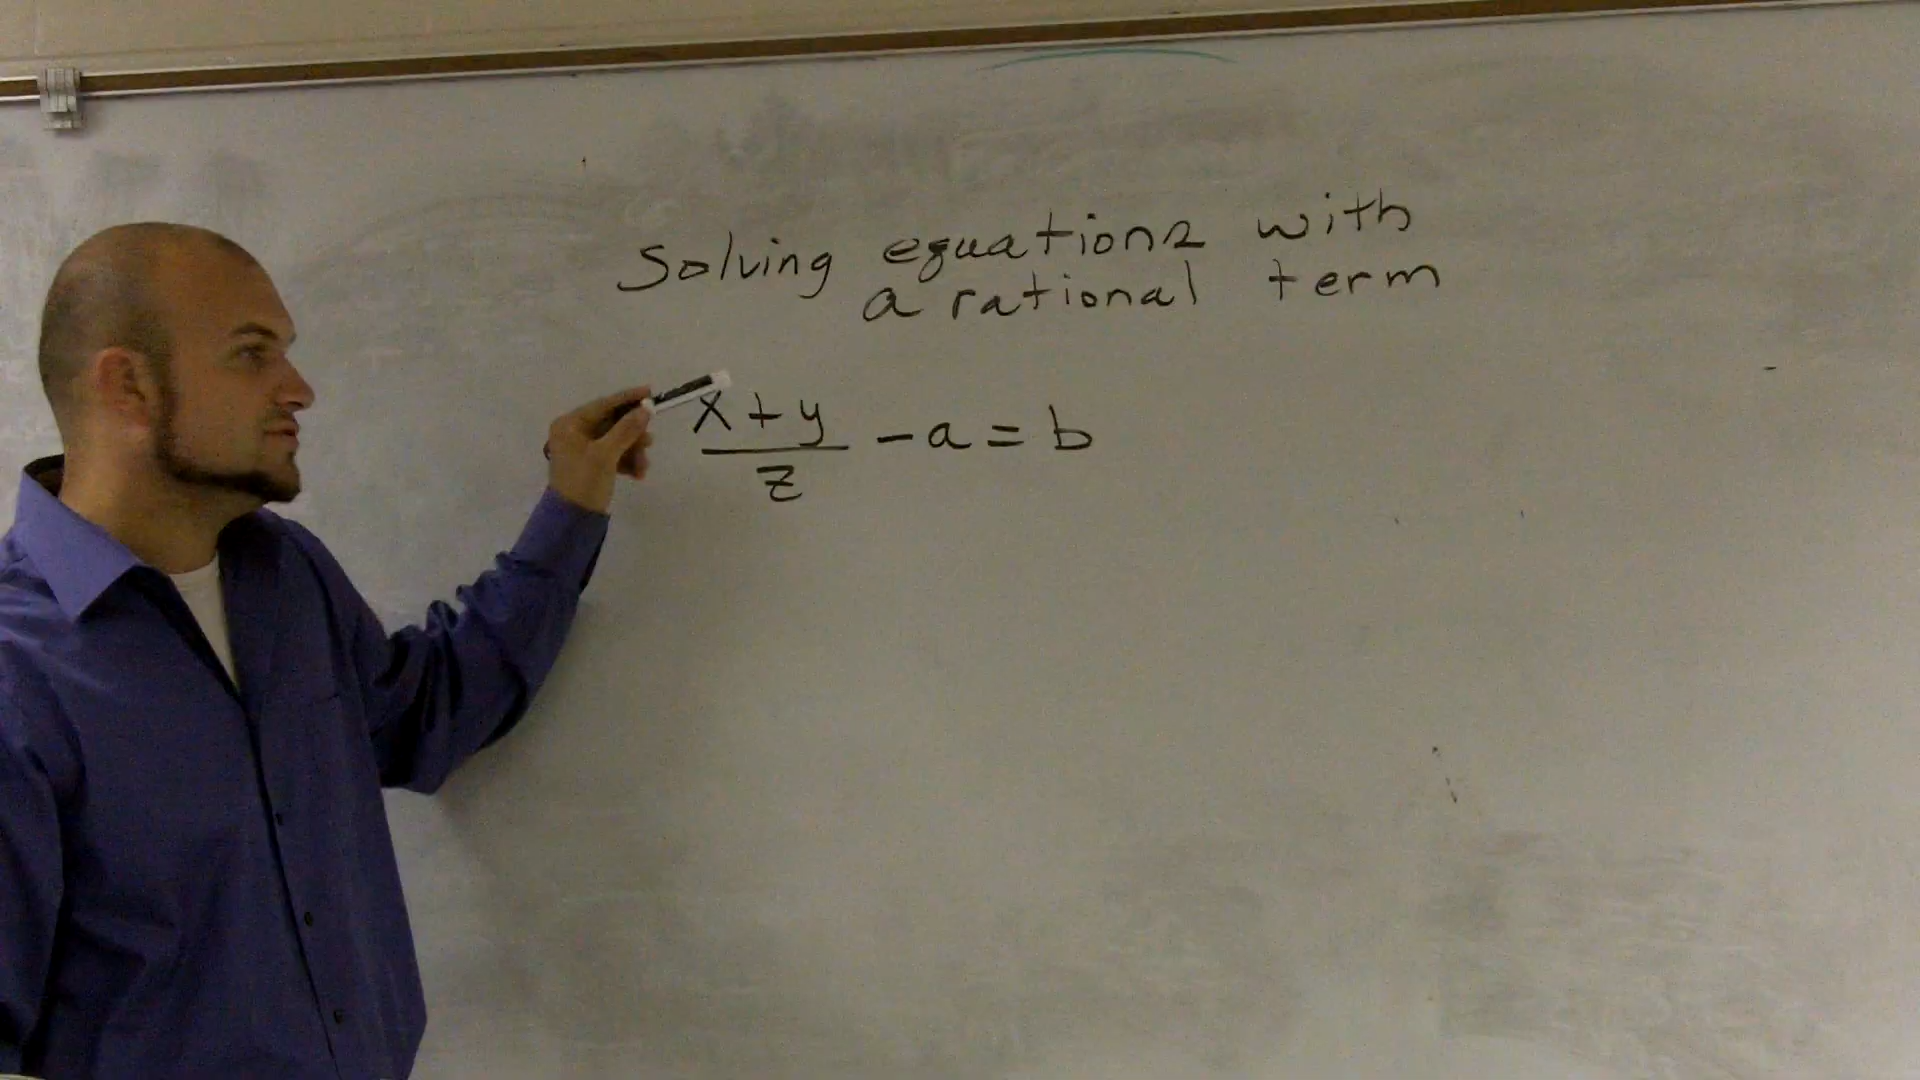 Solving equations with
a rational term
x + y
― - a = b
z